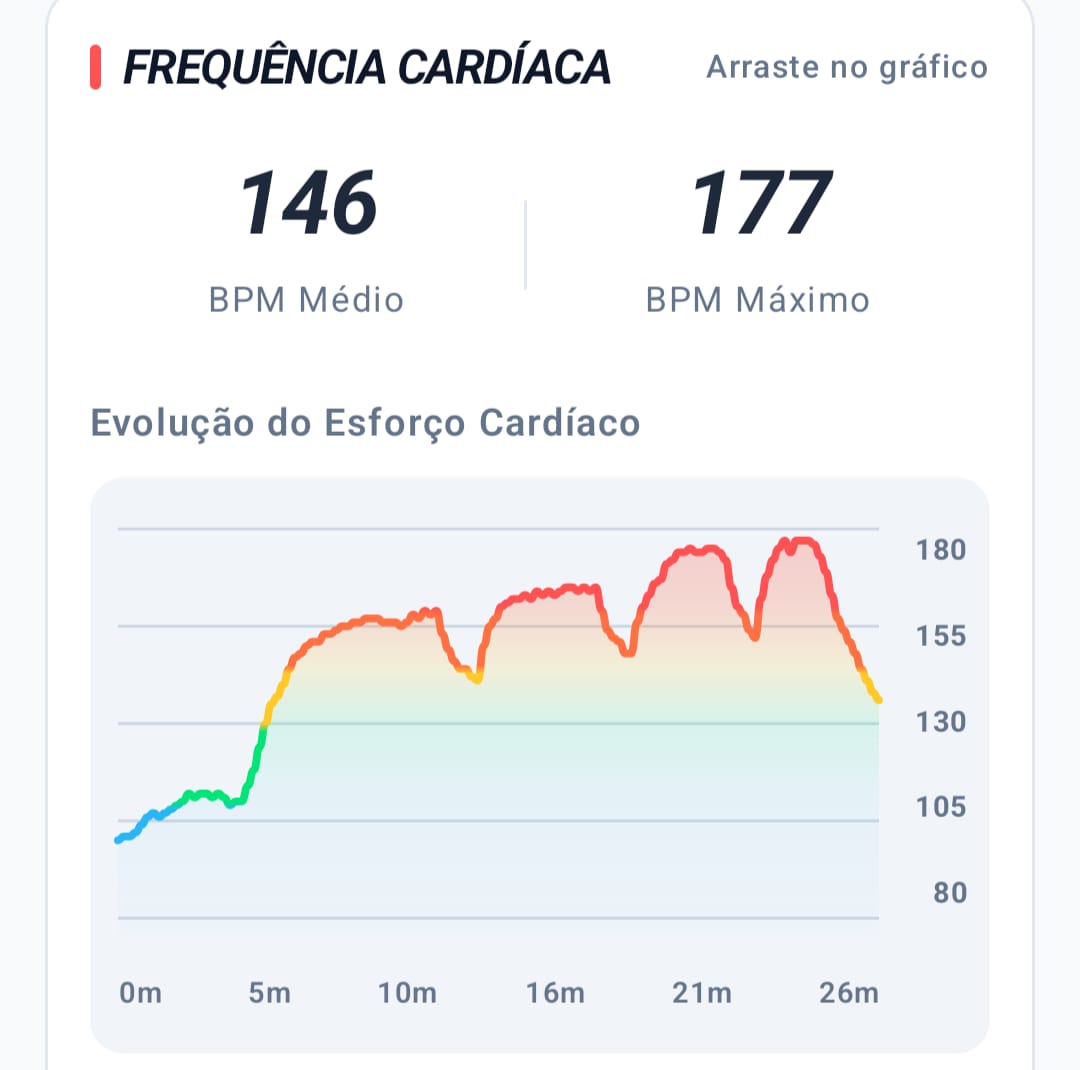 FREQUÊNCIA CARDÍACA
Arraste no gráfico
146
177
BPM Médio
BPM Máximo
Evolução do Esforço Cardíaco
180
155
130
105
80
0m 5m 10m 16m 21m 26m